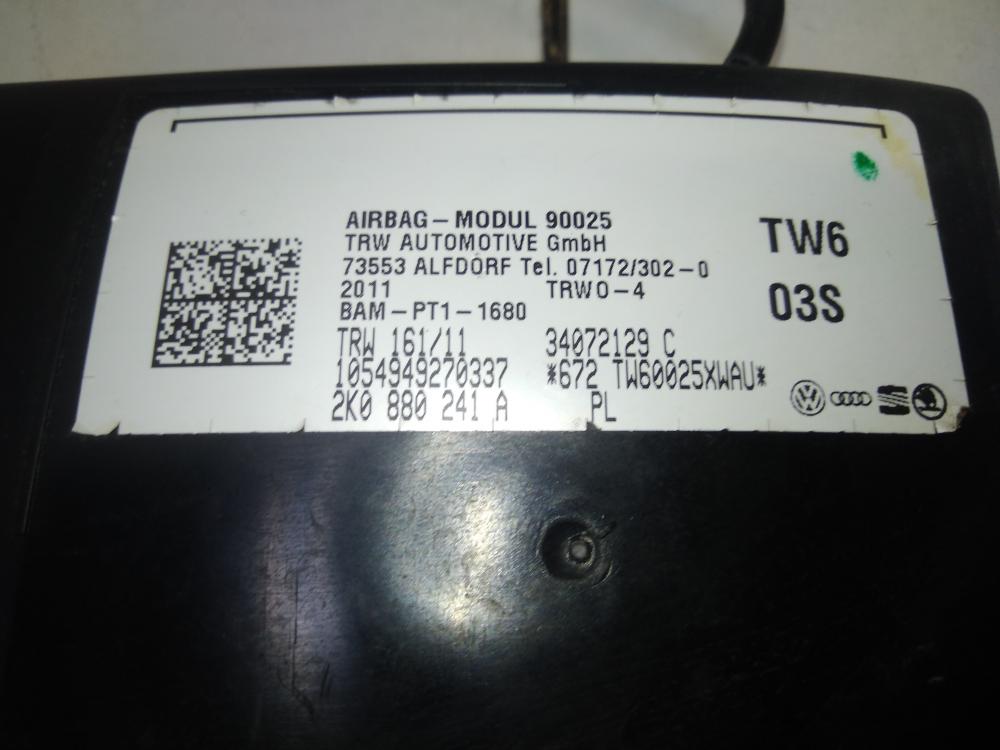 AIRBAG – MODUL 90025
TRW AUTOMOTIVE GmbH
73553 ALFDORF Tel. 07172/302 – 0
2011 TRWO – 4
BAM – PT1 – 1680
TRW 161/11 34072129 C
1054949270337 *672 TW60025XWAU*
2K0 880 241 A PL
TW6
03S